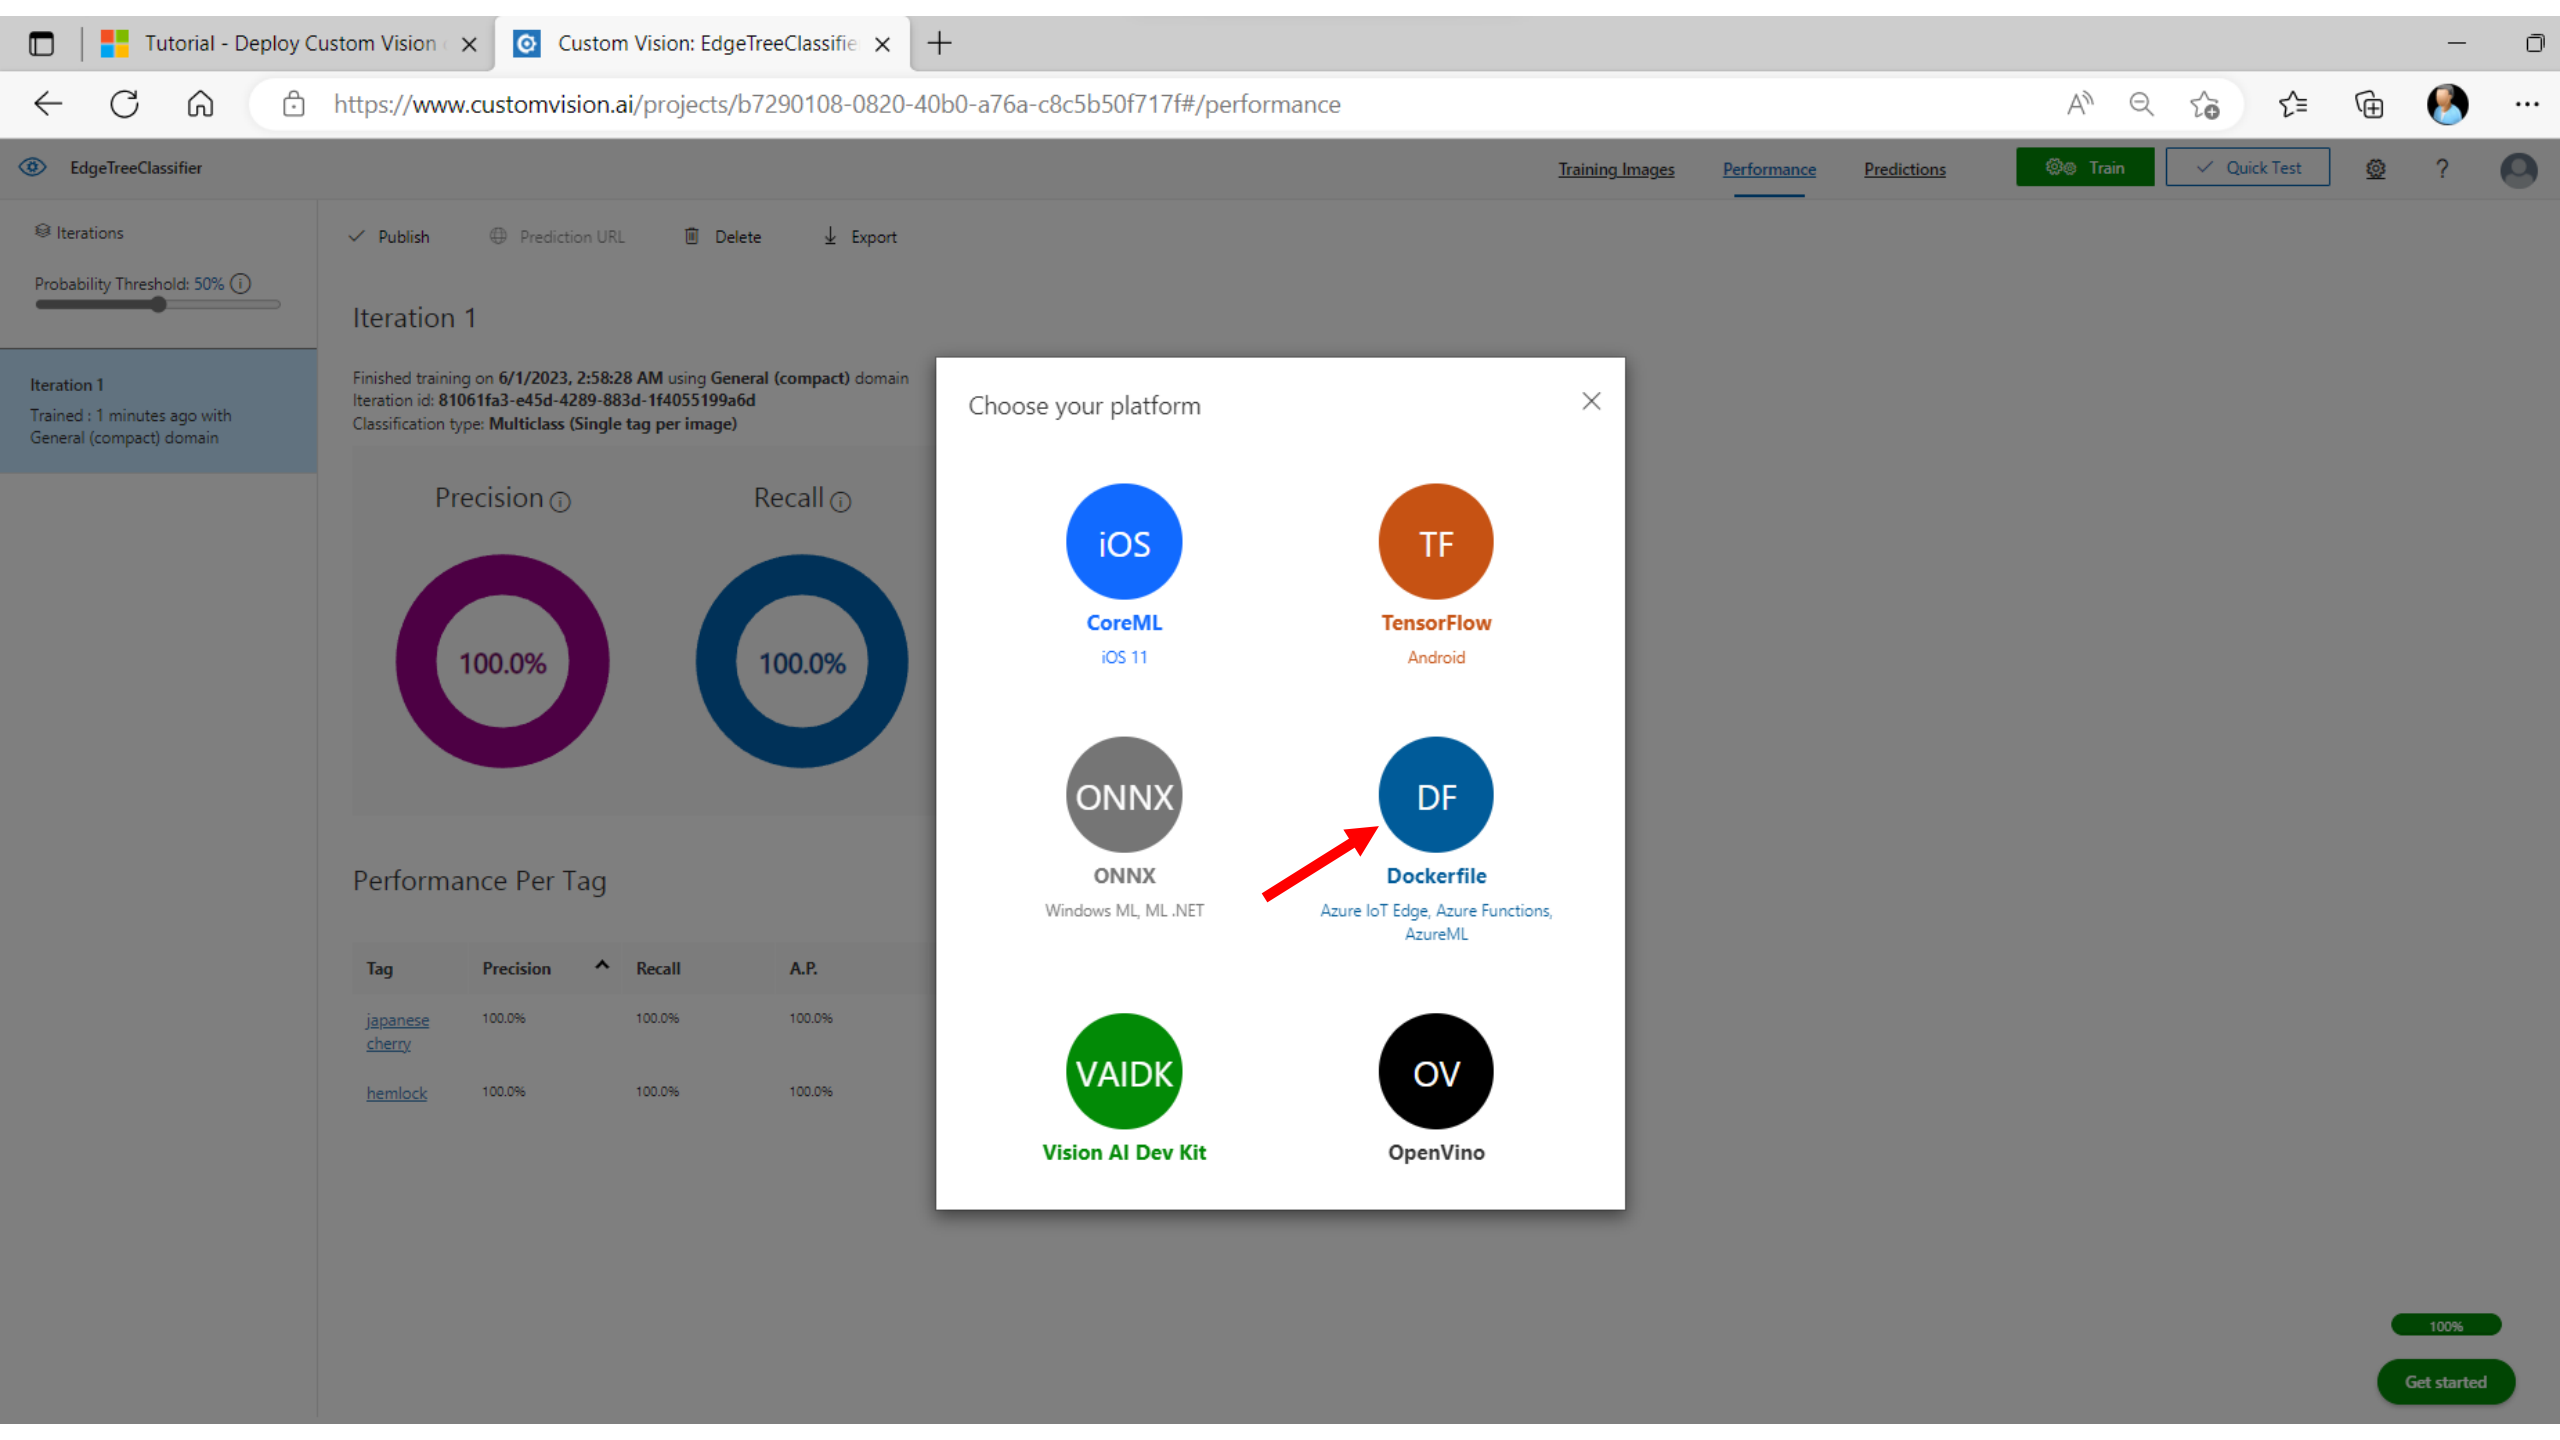 Tutorial - Deploy Custom Vision
Custom Vision: EdgeTreeClassifie
https://www.customvision.ai/projects/b7290108-0820-40b0-a76a-c8c5b50f717f#/performance
EdgeTreeClassifier
Training Images
Performance
Predictions
Train
Quick Test
?
Iterations
Probability Threshold: 50%
Iteration 1
Trained : 1 minutes ago with
General (compact) domain
Publish
Prediction URL
Delete
Export
Iteration 1
Finished training on 6/1/2023, 2:58:28 AM using General (compact) domain
Iteration id: 81061fa3-e45d-4289-883d-1f4055199a6d
Classification type: Multiclass (Single tag per image)
Precision
Recall
100.0%
100.0%
Performance Per Tag
Tag Precision Recall A.P.
japanese 100.0% 100.0% 100.0%
cherry
hemlock 100.0% 100.0% 100.0%
Choose your platform
iOS
CoreML
iOS 11
TF
TensorFlow
Android
ONNX
ONNX
Windows ML, ML .NET
DF
Dockerfile
Azure IoT Edge, Azure Functions,
AzureML
VAIDK
Vision AI Dev Kit
OV
OpenVino
100%
Get started